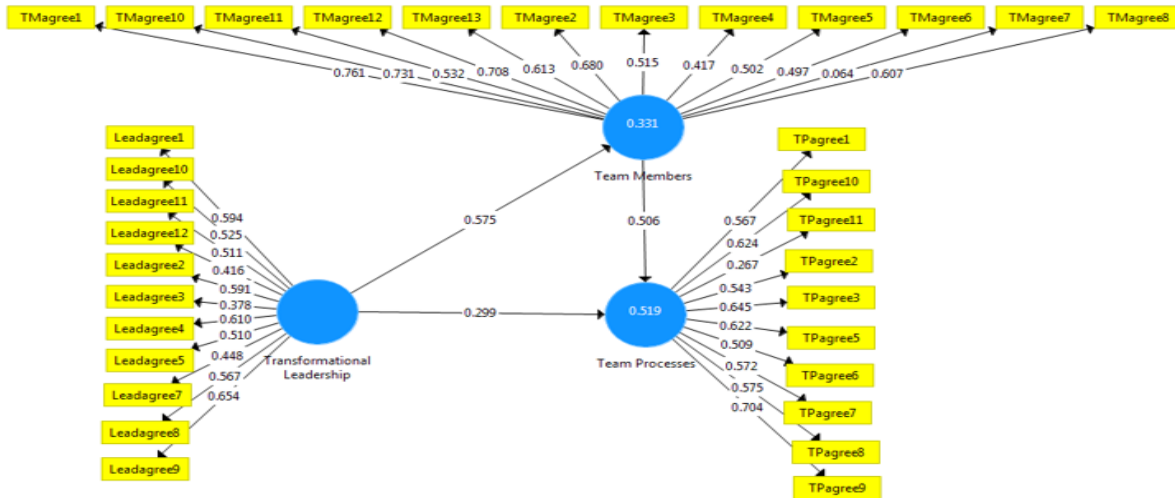 TMagree1 TMagree10 TMagree11 TMagree12 TMagree13 TMagree2 TMagree3 TMagree4 TMagree5 TMagree6 TMagree7 TMagree8
0.761 0.731 0.532 0.708 0.613 0.680 0.515 0.417 0.502 0.497 0.064 0.607
0.331
Team Members
Leadagree1
Leadagree10
Leadagree11
Leadagree12
Leadagree2
Leadagree3
Leadagree4
Leadagree5
Leadagree7
Leadagree8
Leadagree9
0.594
0.525
0.511
0.416
0.591
0.378
0.610
0.510
0.448
0.567
0.654
Transformational
Leadership
0.575
0.299
0.506
0.519
Team Processes
0.567
0.624
0.267
0.543
0.645
0.622
0.509
0.572
0.575
0.704
TPagree1
TPagree10
TPagree11
TPagree2
TPagree3
TPagree5
TPagree6
TPagree7
TPagree8
TPagree9